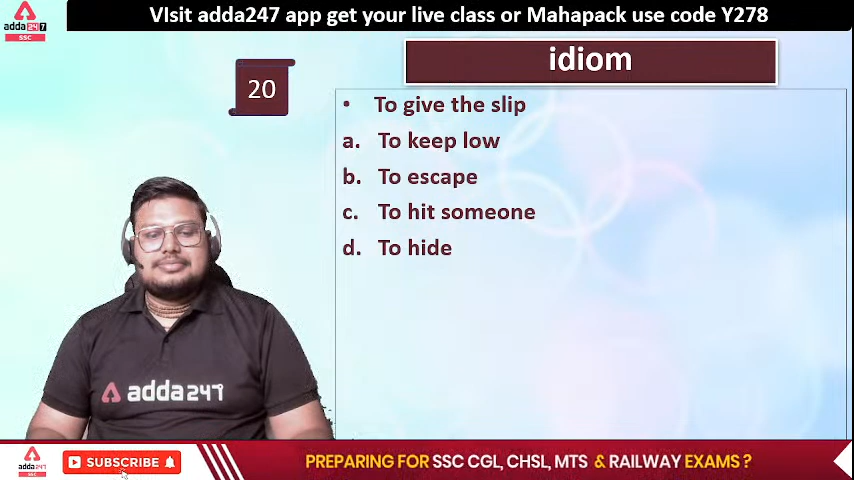 VIsit adda247 app get your live class or Mahapack use code Y278
adda247
SSC
idiom
20
• To give the slip
a. To keep low
b. To escape
c. To hit someone
d. To hide
adda247
adda247
SSC
SUBSCRIBE
PREPARING FOR SSC CGL, CHSL, MTS & RAILWAY EXAMS ?